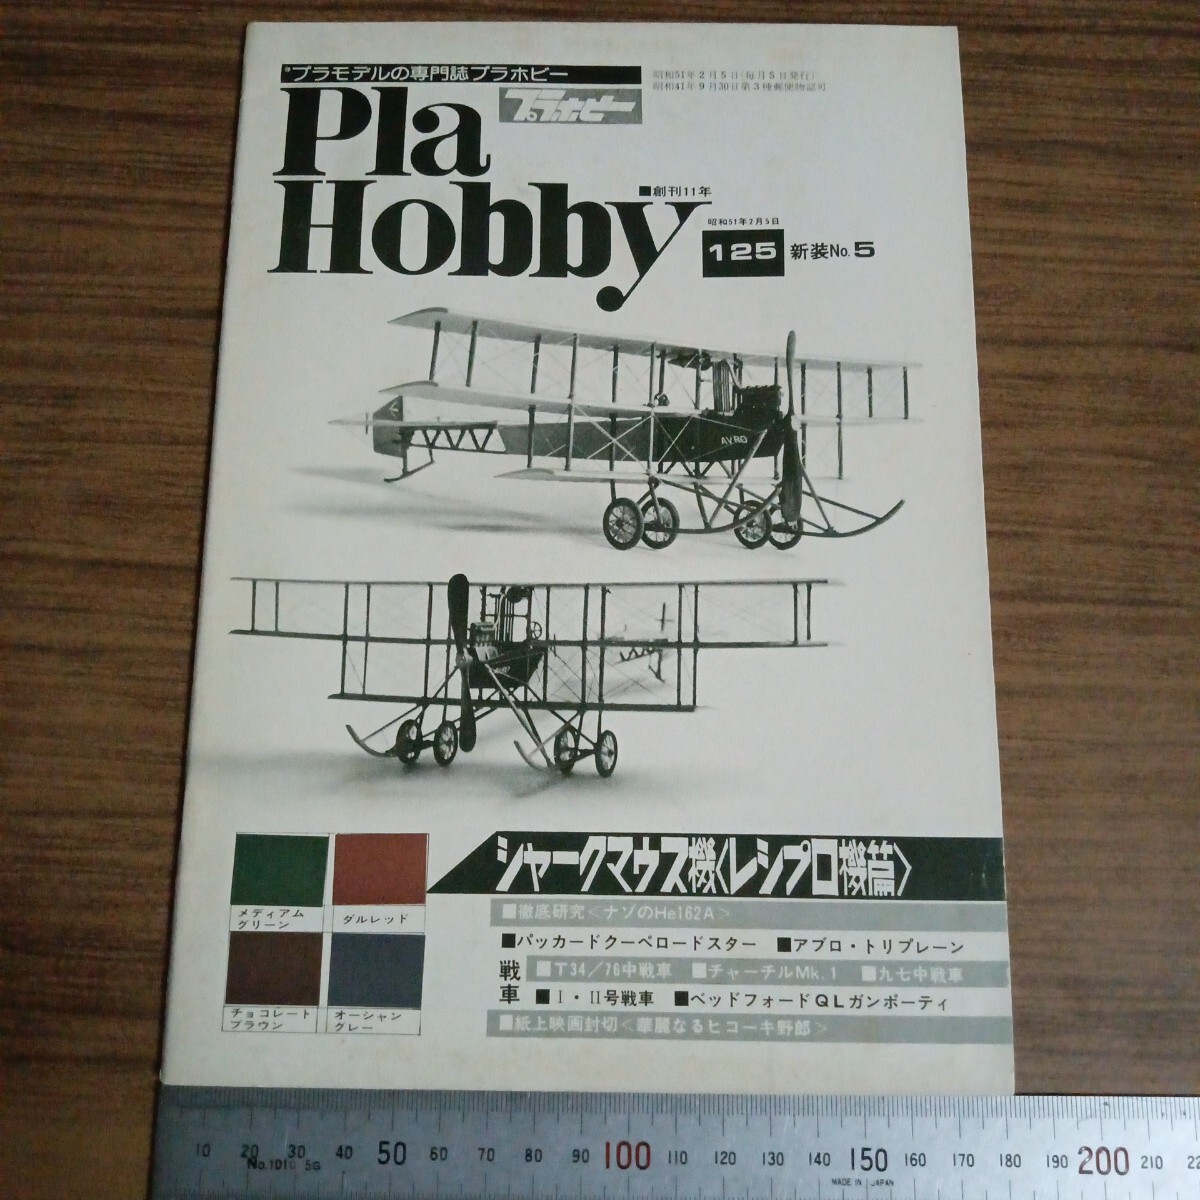 プラモデルの専門誌プラホビー
昭和51年2月5日(毎月5日発行)
昭和41年9月30日第3種郵便物認可
Pla
プラホビー
Hobby
■創刊11年
昭和51年2月5日
125 新装No.5
AVRO
シャークマウス機〈レシプロ機篇〉
■徹底研究〈ナゾのHe162A〉
■パッカードクーペロードスター ■アブロ・トリプレーン
戦車
■T34/76中戦車 ■チャーチルMk.1 ■九七中戦車
■I・II号戦車 ■ベッドフォードQLガンポーティ
■紙上映画封切〈華麗なるヒコーキ野郎〉
メディアム
グリーン
ダルレッド
チョコレート
ブラウン
オーシャン
グレー
10 20 30 40 50 60 70 80 90 100 110 120 130 140 150 160 170 180 190 200 210
MADE IN JAPAN